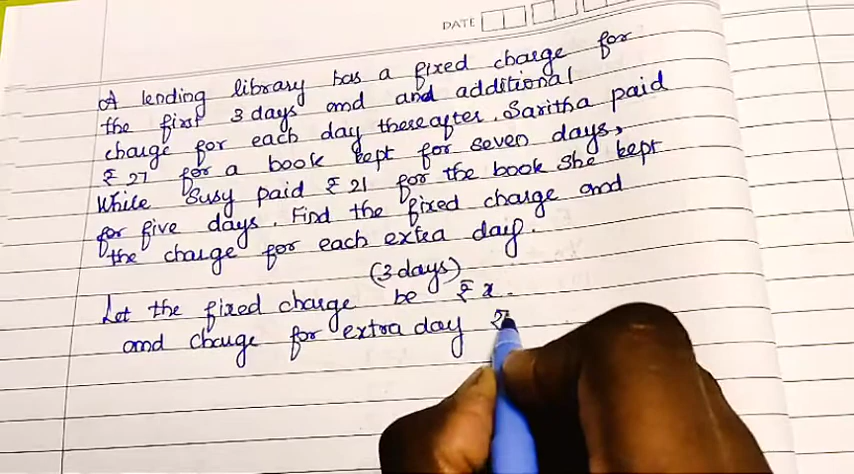 DATE
A lending library has a fixed charge for
the first 3 days and and additional
charge for each day thereafter. Saritha paid
₹ 27 for a book kept for seven days,
While Susy paid ₹ 21 for the book She kept
for five days. Find the fixed charge and
the charge for each extra day.
(3 days)
Let the fixed charge be ₹ x.
and charge for extra day ₹